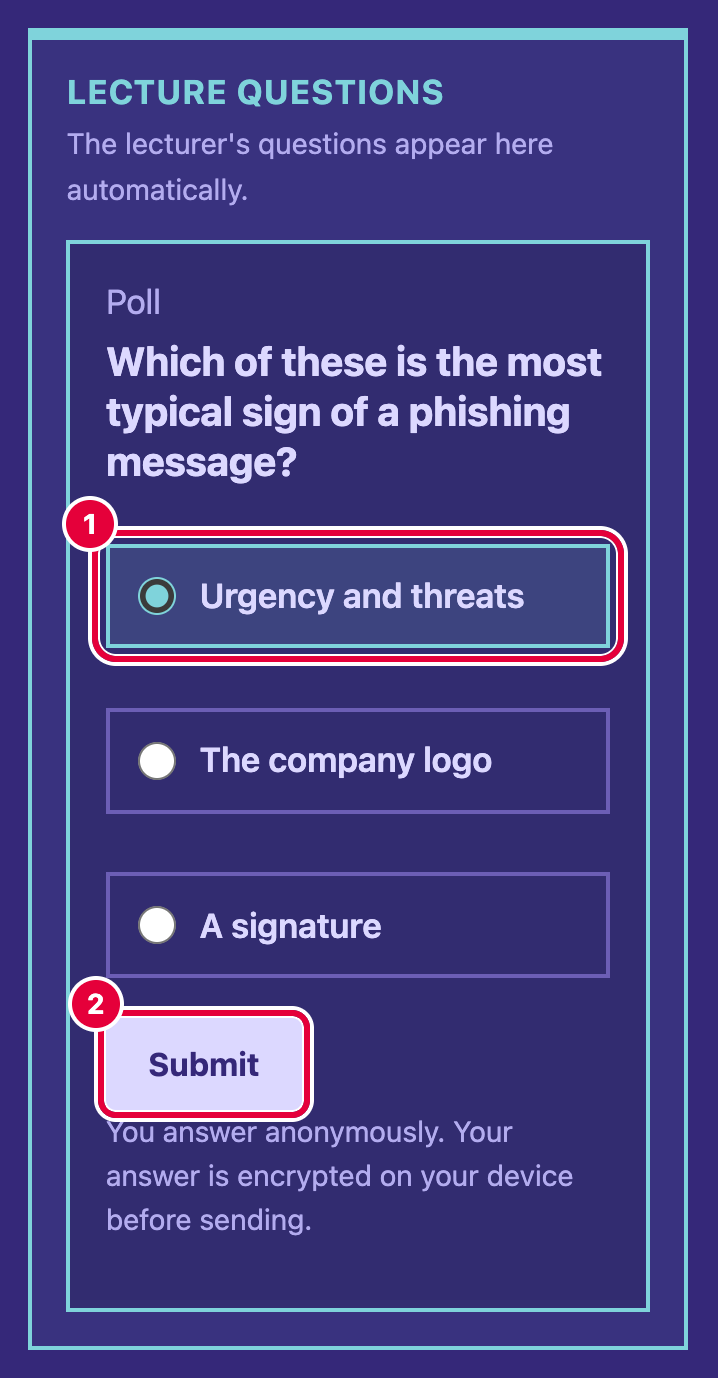 LECTURE QUESTIONS
The lecturer's questions appear here
automatically.
Poll
Which of these is the most
typical sign of a phishing
message?
1
Urgency and threats
The company logo
A signature
2
Submit
You answer anonymously. Your
answer is encrypted on your device
before sending.